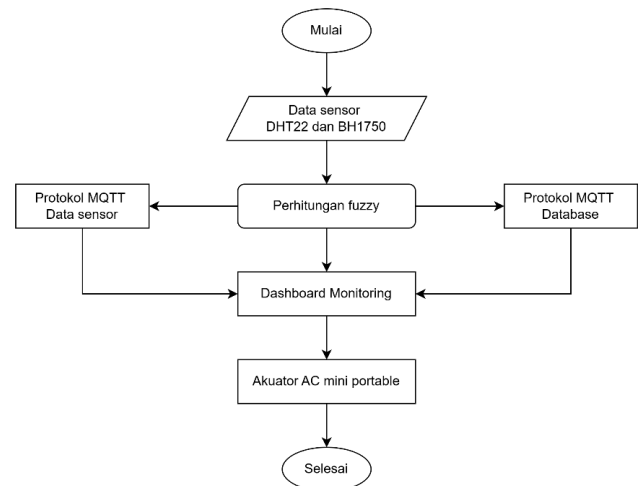 Mulai
Data sensor
DHT22 dan BH1750
Protokol MQTT
Data sensor
Perhitungan fuzzy
Protokol MQTT
Database
Dashboard Monitoring
Akuator AC mini portable
Selesai